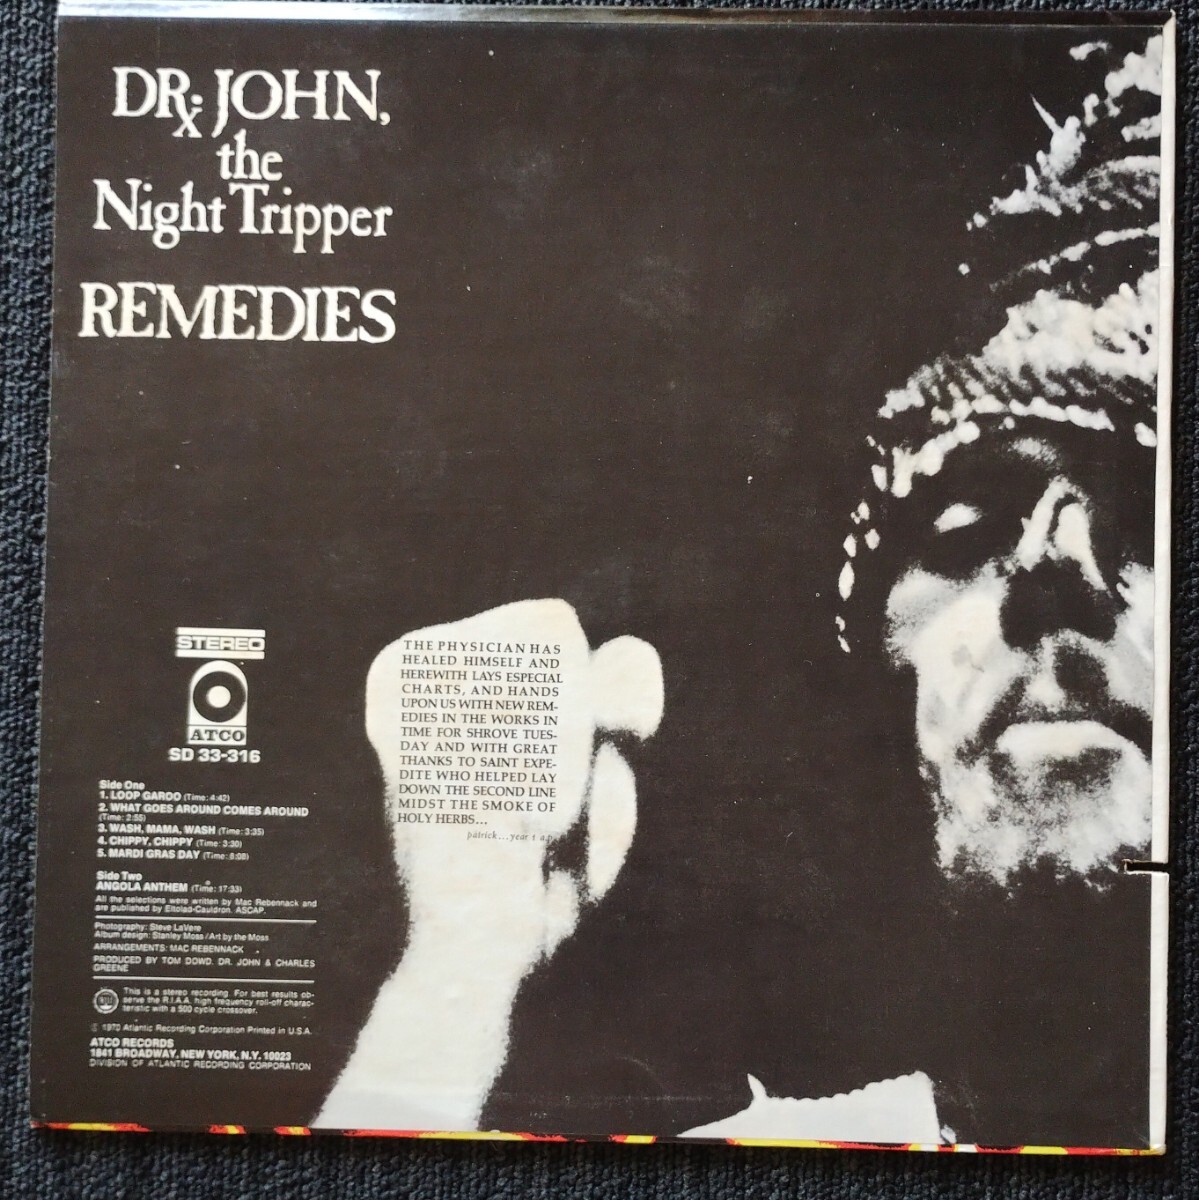 DR. JOHN,
x
the
Night Tripper
REMEDIES
THE PHYSICIAN HAS
HEALED HIMSELF AND
HEREWITH LAYS ESPECIAL
CHARTS, AND HANDS
UPON US WITH NEW REM-
EDIES IN THE WORKS IN
TIME FOR SHROVE TUES-
DAY AND WITH GREAT
THANKS TO SAINT EXPE-
DITE WHO HELPED LAY
DOWN THE SECOND LINE
MIDST THE SMOKE OF
HOLY HERBS...
patrick...year 1 a.p.
STEREO
ATCO
SD 33-316
Side One
1. LOOP GAROO (Time: 4:42)
2. WHAT GOES AROUND COMES AROUND
(Time: 2:55)
3. WASH, MAMA, WASH (Time: 3:35)
4. CHIPPY, CHIPPY (Time: 3:30)
5. MARDI GRAS DAY (Time: 8:08)
Side Two
ANGOLA ANTHEM (Time: 17:33)
All the selections were written by Mac Rebennack and
are published by Eltolad-Cauldron. ASCAP.
Photography: Steve LaVere
Album design: Stanley Moss/Art by the Moss
ARRANGEMENTS: MAC REBENNACK
PRODUCED BY TOM DOWD, DR. JOHN & CHARLES
GREENE
This is a stereo recording. For best results ob-
serve the R.I.A.A. high frequency roll-off charac-
teristic with a 500 cycle crossover.
© 1970 Atlantic Recording Corporation Printed in U.S.A.
ATCO RECORDS
1841 BROADWAY, NEW YORK, N.Y. 10023
DIVISION OF ATLANTIC RECORDING CORPORATION